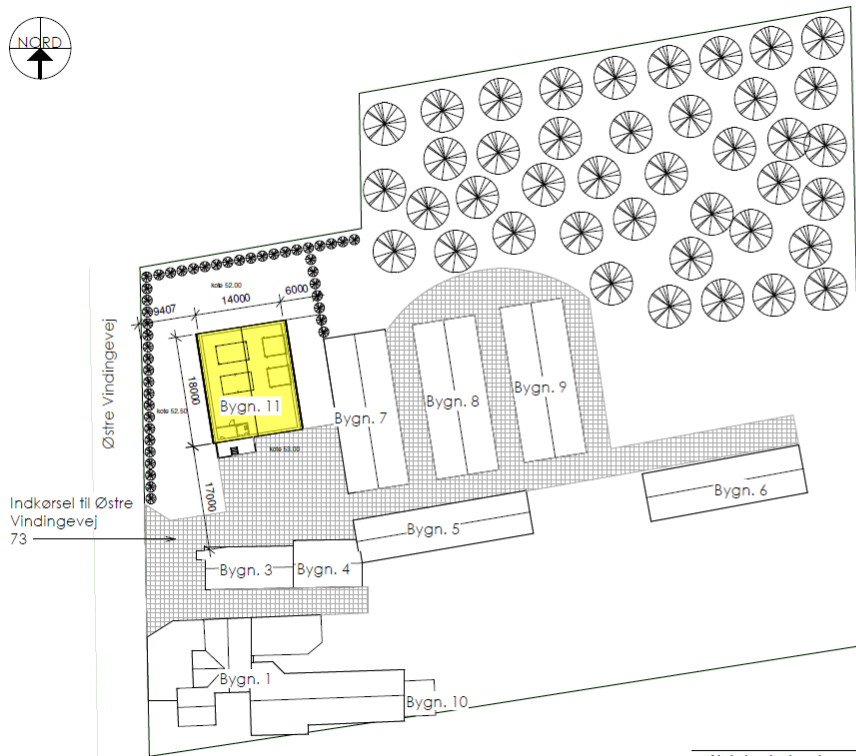 NORD
kote 52.00
14000
6000
9407
Østre Vindingevej
18000
kote 52.50
Bygn. 11
kote 52.00
17000
Bygn. 7
Bygn. 8
Bygn. 9
Indkørsel til Østre
Vindingevej
73
Bygn. 5
Bygn. 6
Bygn. 3
Bygn. 4
Bygn. 1
Bygn. 10